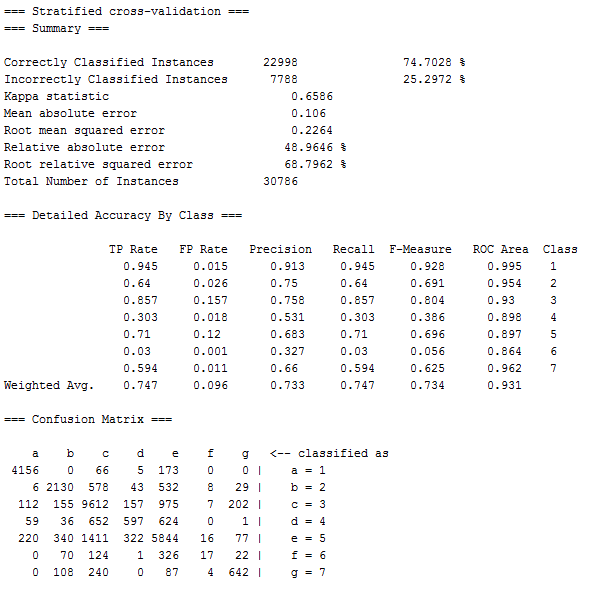 === Stratified cross-validation ===
=== Summary ===
Correctly Classified Instances 22998 74.7028 %
Incorrectly Classified Instances 7788 25.2972 %
Kappa statistic 0.6586
Mean absolute error 0.106
Root mean squared error 0.2264
Relative absolute error 48.9646 %
Root relative squared error 68.7962 %
Total Number of Instances 30786
=== Detailed Accuracy By Class ===
TP Rate FP Rate Precision Recall F-Measure ROC Area Class
0.945 0.015 0.913 0.945 0.928 0.995 1
0.64 0.026 0.75 0.64 0.691 0.954 2
0.857 0.157 0.758 0.857 0.804 0.93 3
0.303 0.018 0.531 0.303 0.386 0.898 4
0.71 0.12 0.683 0.71 0.696 0.897 5
0.03 0.001 0.327 0.03 0.056 0.864 6
0.594 0.011 0.66 0.594 0.625 0.962 7
Weighted Avg. 0.747 0.096 0.733 0.747 0.734 0.931
=== Confusion Matrix ===
a b c d e f g <-- classified as
4156 0 66 5 173 0 0 | a = 1
6 2130 578 43 532 8 29 | b = 2
112 155 9612 157 975 7 202 | c = 3
59 36 652 597 624 0 1 | d = 4
220 340 1411 322 5844 16 77 | e = 5
0 70 124 1 326 17 22 | f = 6
0 108 240 0 87 4 642 | g = 7